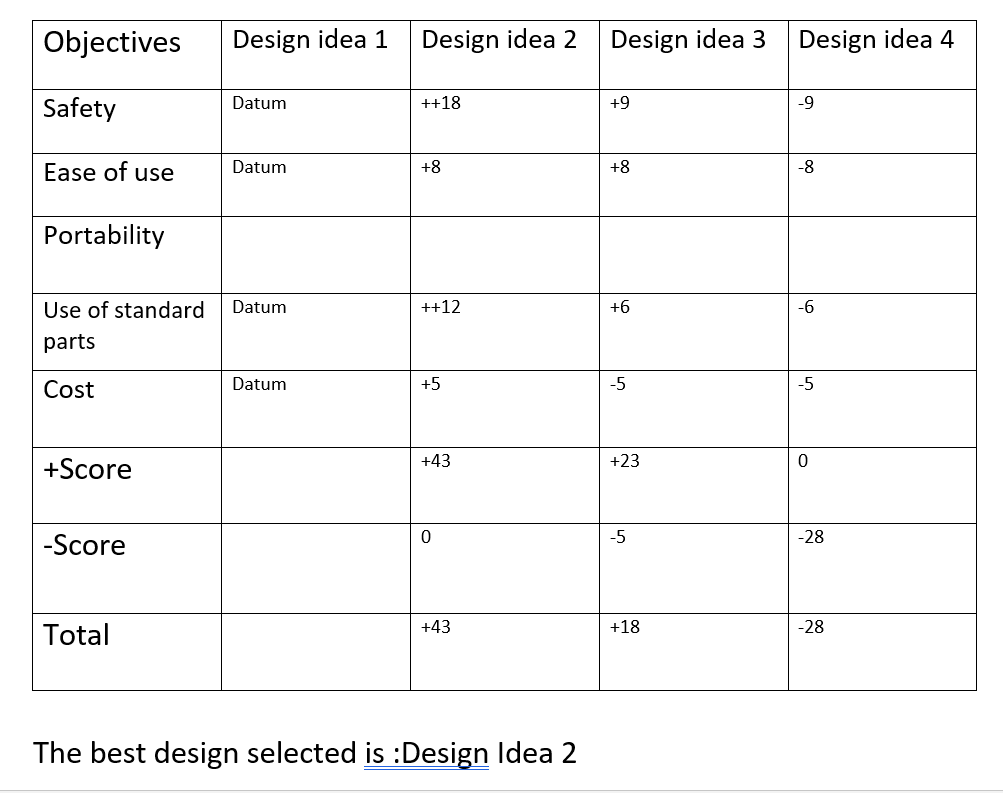 Objectives Design idea 1 Design idea 2 Design idea 3 Design idea 4
Safety Datum ++18 +9 -9
Ease of use Datum +8 +8 -8
Portability
Use of standard Datum ++12 +6 -6
parts
Cost Datum +5 -5 -5
+Score +43 +23 0
-Score 0 -5 -28
Total +43 +18 -28
The best design selected is :Design Idea 2